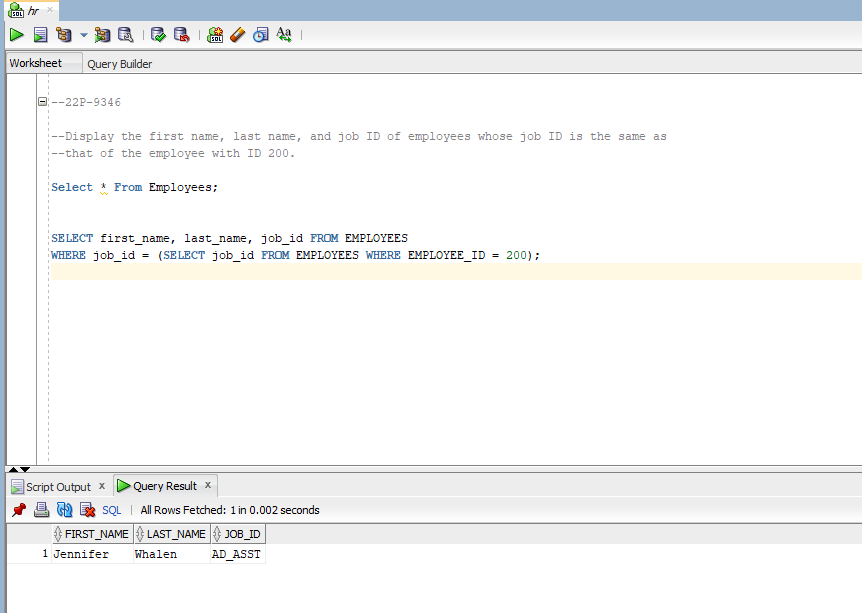 hr
Worksheet Query Builder
--22P-9346
--Display the first name, last name, and job ID of employees whose job ID is the same as
--that of the employee with ID 200.
Select * From Employees;
SELECT first_name, last_name, job_id FROM EMPLOYEES
WHERE job_id = (SELECT job_id FROM EMPLOYEES WHERE EMPLOYEE_ID = 200);
Script Output x Query Result x
SQL | All Rows Fetched: 1 in 0.002 seconds
FIRST_NAME LAST_NAME JOB_ID
1 Jennifer Whalen AD_ASST